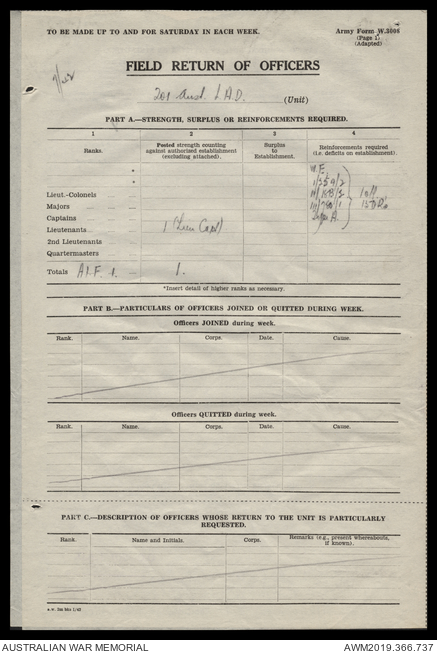 TO BE MADE UP TO AND FOR SATURDAY IN EACH WEEK.
Army Form W.3008
(Page 1)
(Adapted)
FIELD RETURN OF OFFICERS
201 Aust. L.A.D. (Unit)
PART A.—STRENGTH, SURPLUS OR REINFORCEMENTS REQUIRED.
1 2 3 4
Ranks.
Posted strength counting against authorised establishment (excluding attached).
Surplus to Establishment.
Reinforcements required (i.e. deficits on establishment).
*
*
W.E.
Lieut.-Colonels
Majors
Captains
Lieutenants
2nd Lieutenants
Quartermasters
Totals A.I.F. 1. 1.
*Insert detail of higher ranks as necessary.
PART B.—PARTICULARS OF OFFICERS JOINED OR QUITTED DURING WEEK.
Officers JOINED during week.
Rank. Name. Corps. Date. Cause.
Officers QUITTED during week.
Rank. Name. Corps. Date. Cause.
PART C.—DESCRIPTION OF OFFICERS WHOSE RETURN TO THE UNIT IS PARTICULARLY
REQUESTED.
Rank. Name and Initials. Corps. Remarks (e.g., present whereabouts, if known).
AUSTRALIAN WAR MEMORIAL
AWM2019.366.737